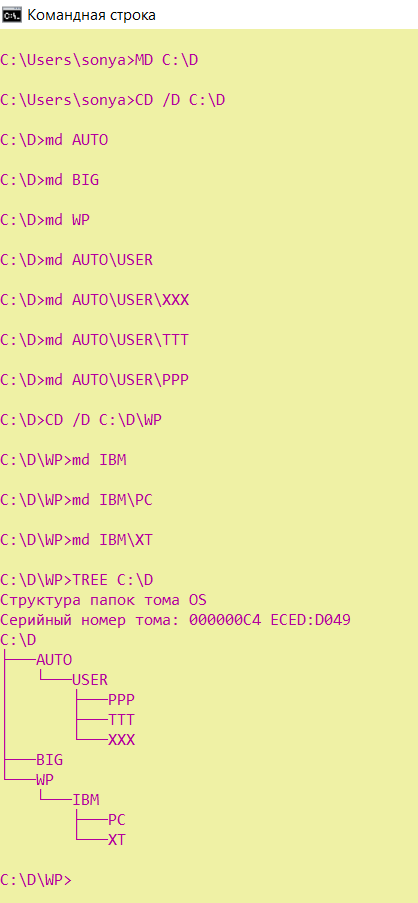 Командная строка
C:\Users\sonya>MD C:\D
C:\Users\sonya>CD /D C:\D
C:\D>md AUTO
C:\D>md BIG
C:\D>md WP
C:\D>md AUTO\USER
C:\D>md AUTO\USER\XXX
C:\D>md AUTO\USER\TTT
C:\D>md AUTO\USER\PPP
C:\D>CD /D C:\D\WP
C:\D\WP>md IBM
C:\D\WP>md IBM\PC
C:\D\WP>md IBM\XT
C:\D\WP>TREE C:\D
Структура папок тома OS
Серийный номер тома: 000000C4 ECED:D049
C:\D
├───AUTO
│   └───USER
│       ├───PPP
│       ├───TTT
│       └───XXX
├───BIG
└───WP
    └───IBM
        ├───PC
        └───XT
C:\D\WP>